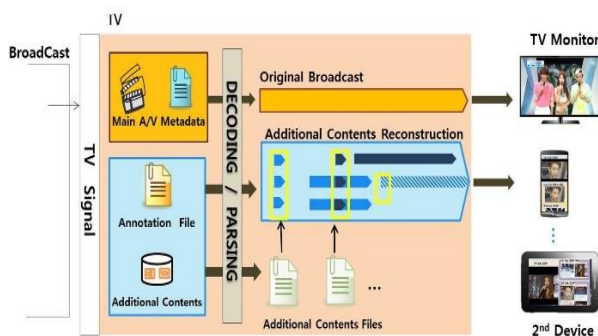 TV
BroadCast
TV Signal
Main A/V Metadata
Annotation File
Additional Contents
DECODING / PARSING
Original Broadcast
Additional Contents Reconstruction
...
Additional Contents Files
TV Monitor
2nd Device